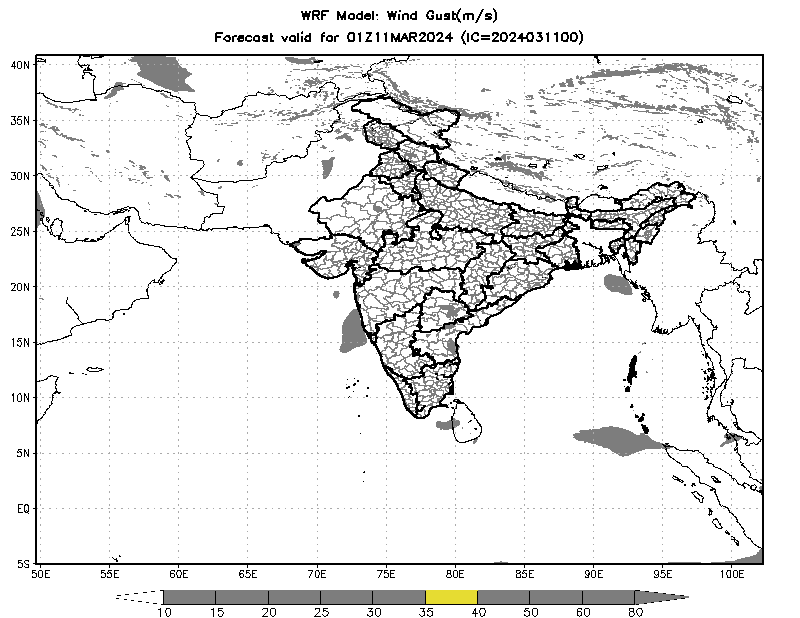 WRF Model: Wind Gust(m/s)
Forecast valid for 01Z11MAR2024 (IC=2024031100)
40N
35N
30N
25N
20N
15N
10N
5N
EQ
5S
50E 55E 60E 65E 70E 75E 80E 85E 90E 95E 100E
10 15 20 25 30 35 40 50 60 80